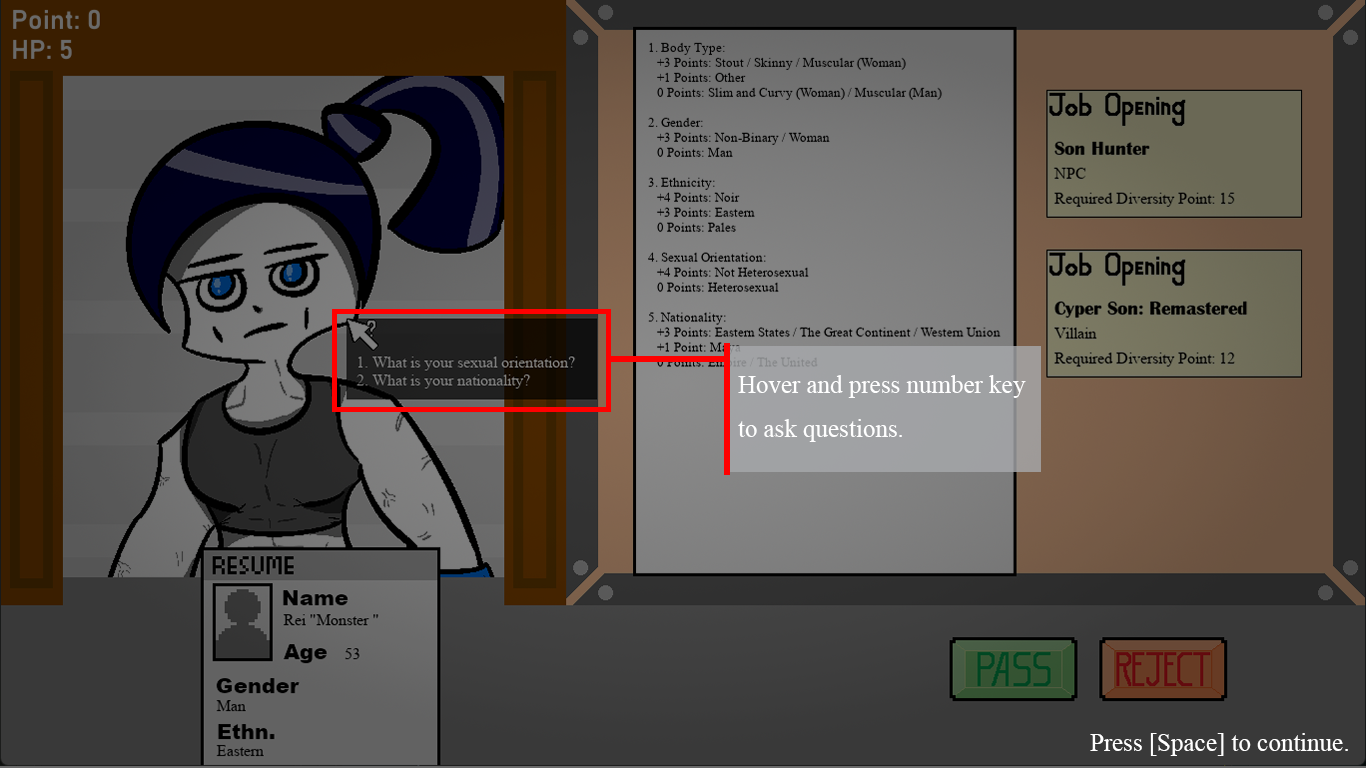 Point: 0
HP: 5
?
1. What is your sexual orientation?
2. What is your nationality?
RESUME
Name
Rei "Monster "
Age 53
Gender
Man
Ethn.
Eastern
1. Body Type:
+3 Points: Stout / Skinny / Muscular (Woman)
+1 Points: Other
0 Points: Slim and Curvy (Woman) / Muscular (Man)
2. Gender:
+3 Points: Non-Binary / Woman
0 Points: Man
3. Ethnicity:
+4 Points: Noir
+3 Points: Eastern
0 Points: Pales
4. Sexual Orientation:
+4 Points: Not Heterosexual
0 Points: Heterosexual
5. Nationality:
+3 Points: Eastern States / The Great Continent / Western Union
+1 Point: Maya
0 Points: Empire / The United
Hover and press number key
to ask questions.
Job Opening
Son Hunter
NPC
Required Diversity Point: 15
Job Opening
Cyper Son: Remastered
Villain
Required Diversity Point: 12
PASS
REJECT
Press [Space] to continue.